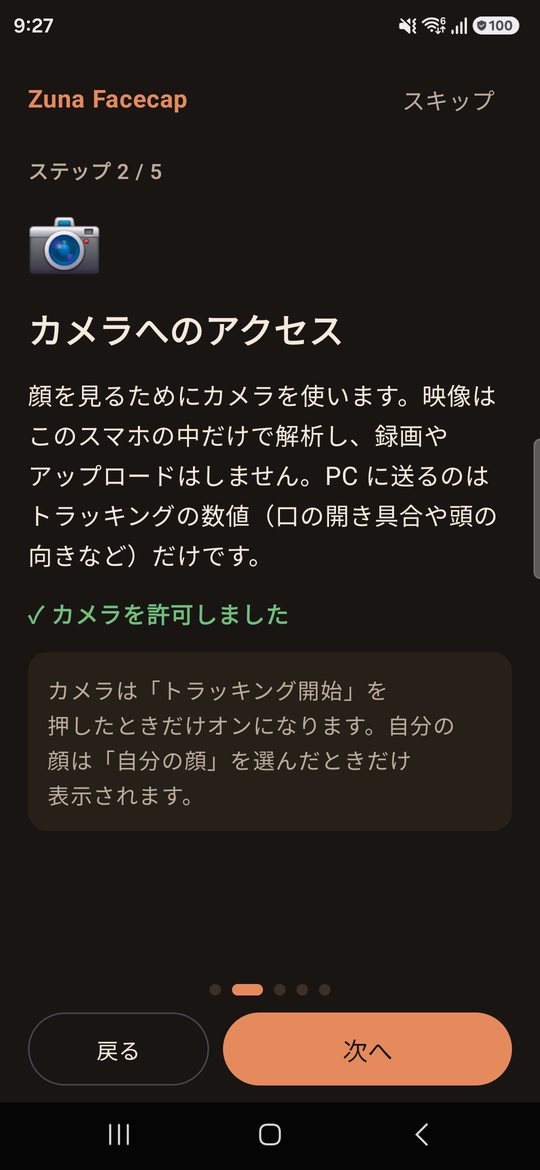 9:27
6
100
Zuna Facecap
スキップ
ステップ 2 / 5
カメラへのアクセス
顔を見るためにカメラを使います。映像は
このスマホの中だけで解析し、録画や
アップロードはしません。PC に送るのは
トラッキングの数値（口の開き具合や頭の
向きなど）だけです。
✓ カメラを許可しました
カメラは「トラッキング開始」を
押したときだけオンになります。自分の
顔は「自分の顔」を選んだときだけ
表示されます。
戻る
次へ